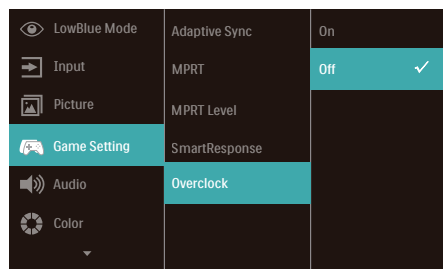 LowBlue Mode
Input
Picture
Game Setting
Audio
Color
Adaptive Sync
MPRT
MPRT Level
SmartResponse
Overclock
On
Off